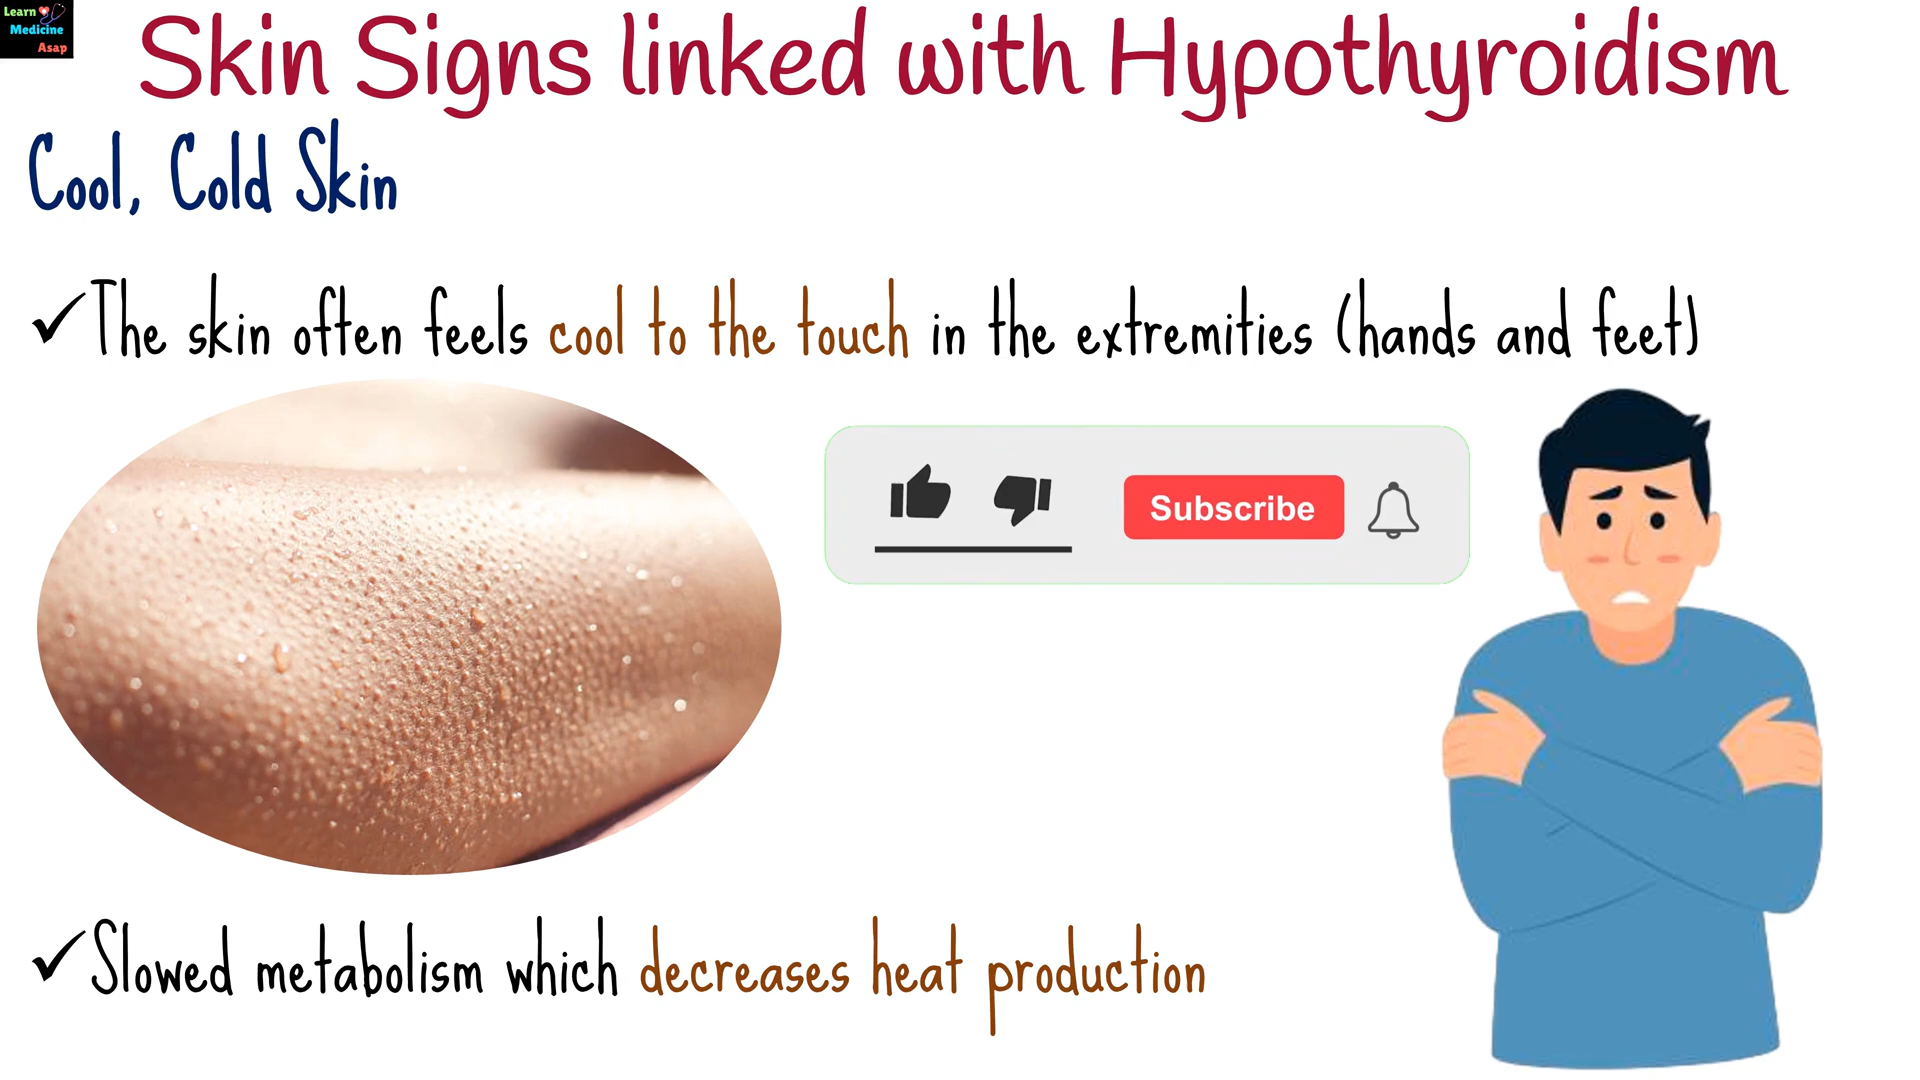 Learn
Medicine
Asap
Skin Signs linked with Hypothyroidism
Cool, Cold Skin
✓The skin often feels cool to the touch in the extremities (hands and feet)
Subscribe
✓Slowed metabolism which decreases heat production